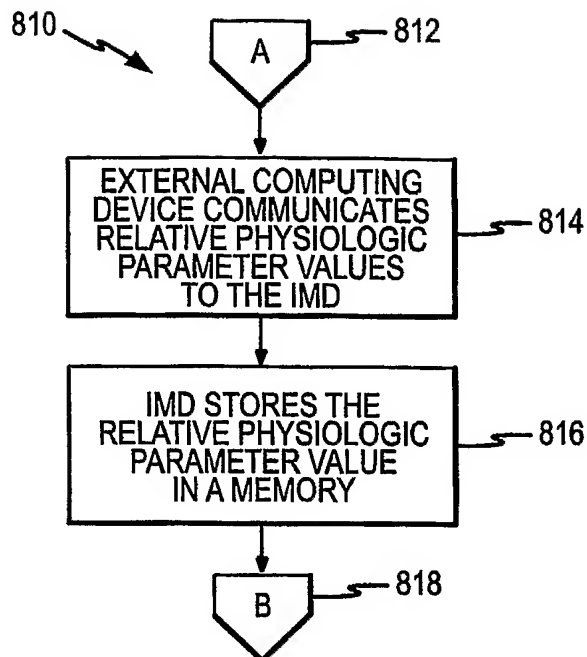 810
A
812
EXTERNAL COMPUTING
DEVICE COMMUNICATES
RELATIVE PHYSIOLOGIC
PARAMETER VALUES
TO THE IMD
814
IMD STORES THE
RELATIVE PHYSIOLOGIC
PARAMETER VALUE
IN A MEMORY
816
B
818